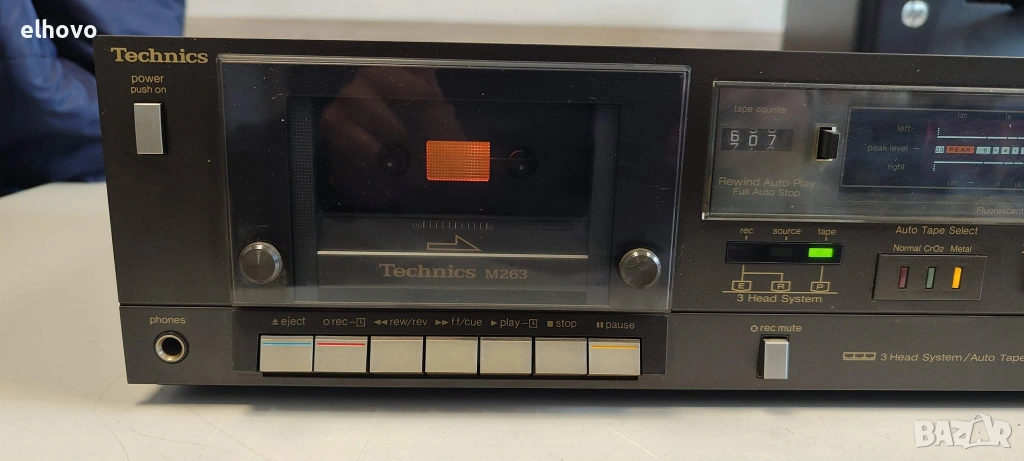 elhovo
Technics
power
push on
tape counter
607
left
peak level
PEAK
right
Rewind Auto Play
Full Auto Stop
Fluorescent
rec source tape
E R P
3 Head System
Auto Tape Select
Normal CrO2 Metal
Technics M263
phones
eject rec rew/rev ff/cue play stop pause
rec mute
3 Head System/Auto Tape
BAZAR